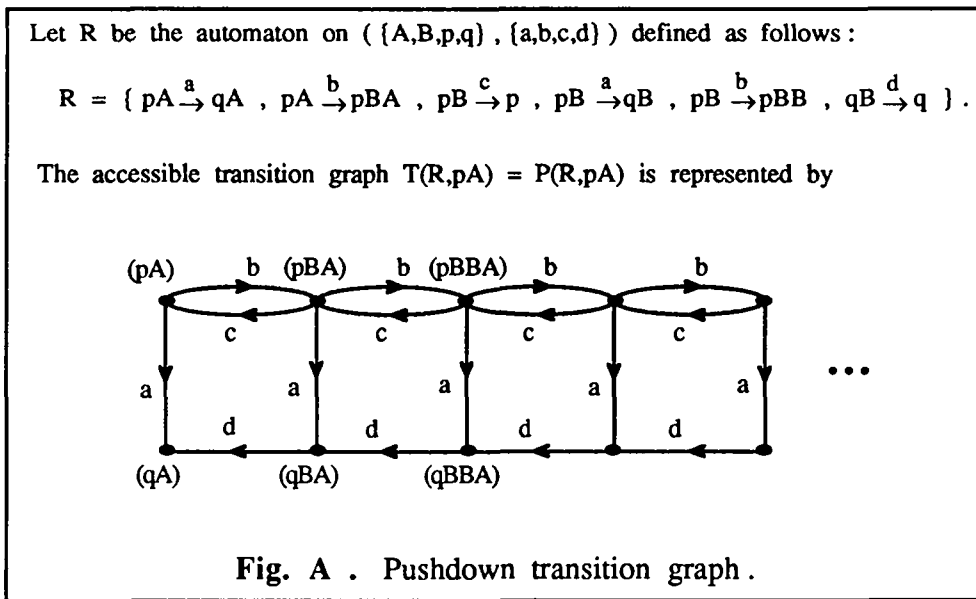 Let R be the automaton on ( {A,B,p,q} , {a,b,c,d} ) defined as follows :
R = { pA →a qA , pA →b pBA , pB →c p , pB →a qB , pB →b pBB , qB →d q } .
The accessible transition graph T(R,pA) = P(R,pA) is represented by
(pA) b (pBA) b (pBBA) b b
c c c c
a a a a a •••
d d d d
(qA) (qBA) (qBBA)
Fig. A . Pushdown transition graph .